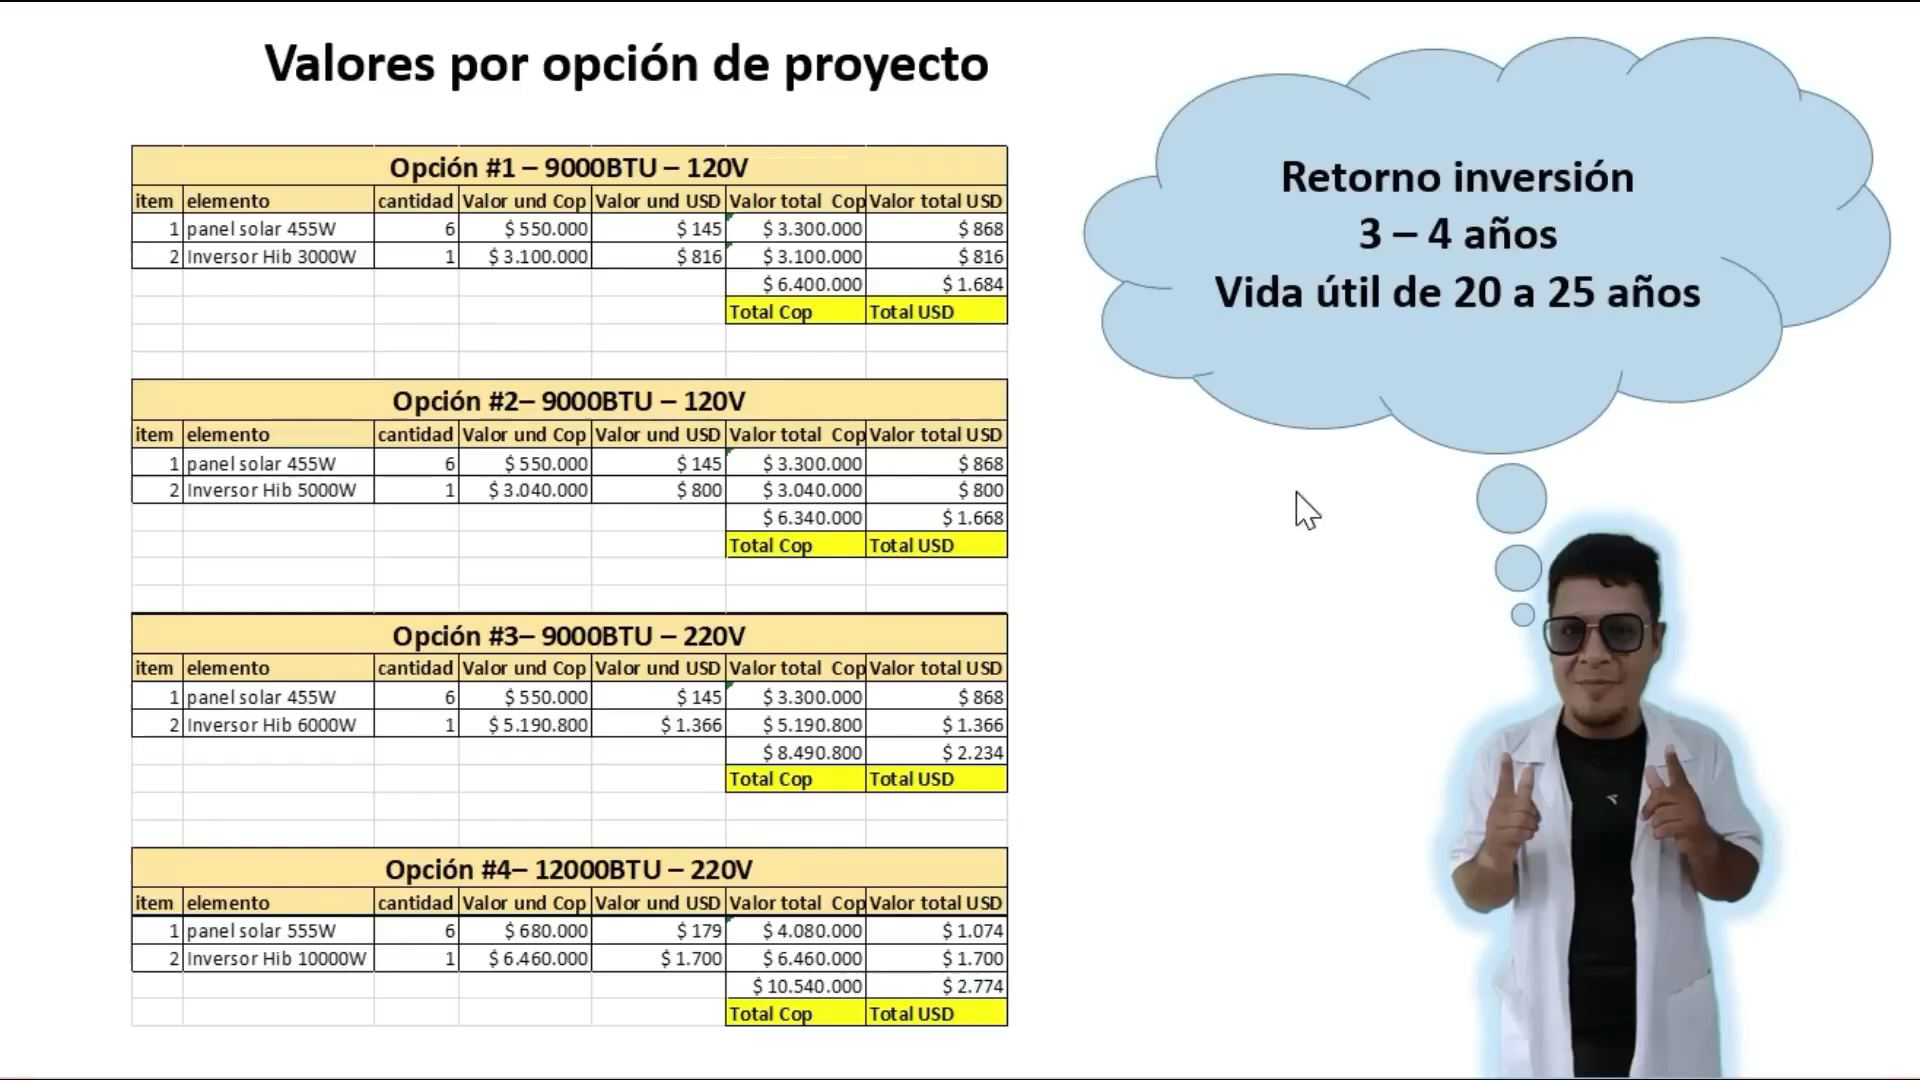 Valores por opción de proyecto
Opción #1 – 9000BTU – 120V
item elemento cantidad Valor und Cop Valor und USD Valor total Cop Valor total USD
1 panel solar 455W 6 $ 550.000 $ 145 $ 3.300.000 $ 868
2 Inversor Hib 3000W 1 $ 3.100.000 $ 816 $ 3.100.000 $ 816
$ 6.400.000 $ 1.684
Total Cop Total USD
Opción #2– 9000BTU – 120V
item elemento cantidad Valor und Cop Valor und USD Valor total Cop Valor total USD
1 panel solar 455W 6 $ 550.000 $ 145 $ 3.300.000 $ 868
2 Inversor Hib 5000W 1 $ 3.040.000 $ 800 $ 3.040.000 $ 800
$ 6.340.000 $ 1.668
Total Cop Total USD
Opción #3– 9000BTU – 220V
item elemento cantidad Valor und Cop Valor und USD Valor total Cop Valor total USD
1 panel solar 455W 6 $ 550.000 $ 145 $ 3.300.000 $ 868
2 Inversor Hib 6000W 1 $ 5.190.800 $ 1.366 $ 5.190.800 $ 1.366
$ 8.490.800 $ 2.234
Total Cop Total USD
Opción #4– 12000BTU – 220V
item elemento cantidad Valor und Cop Valor und USD Valor total Cop Valor total USD
1 panel solar 555W 6 $ 680.000 $ 179 $ 4.080.000 $ 1.074
2 Inversor Hib 10000W 1 $ 6.460.000 $ 1.700 $ 6.460.000 $ 1.700
$ 10.540.000 $ 2.774
Total Cop Total USD
Retorno inversión
3 – 4 años
Vida útil de 20 a 25 años